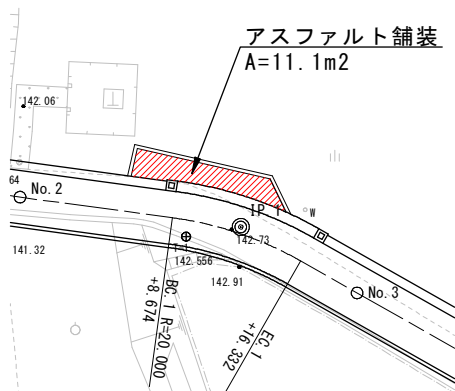 アスファルト舗装
A=11.1m2
142.06
64
No.2
IP.1
W
T-1
142.73
141.32
142.556
142.91
BC.1 R=20.000
+8.674
EC.1
+16.332
No.3